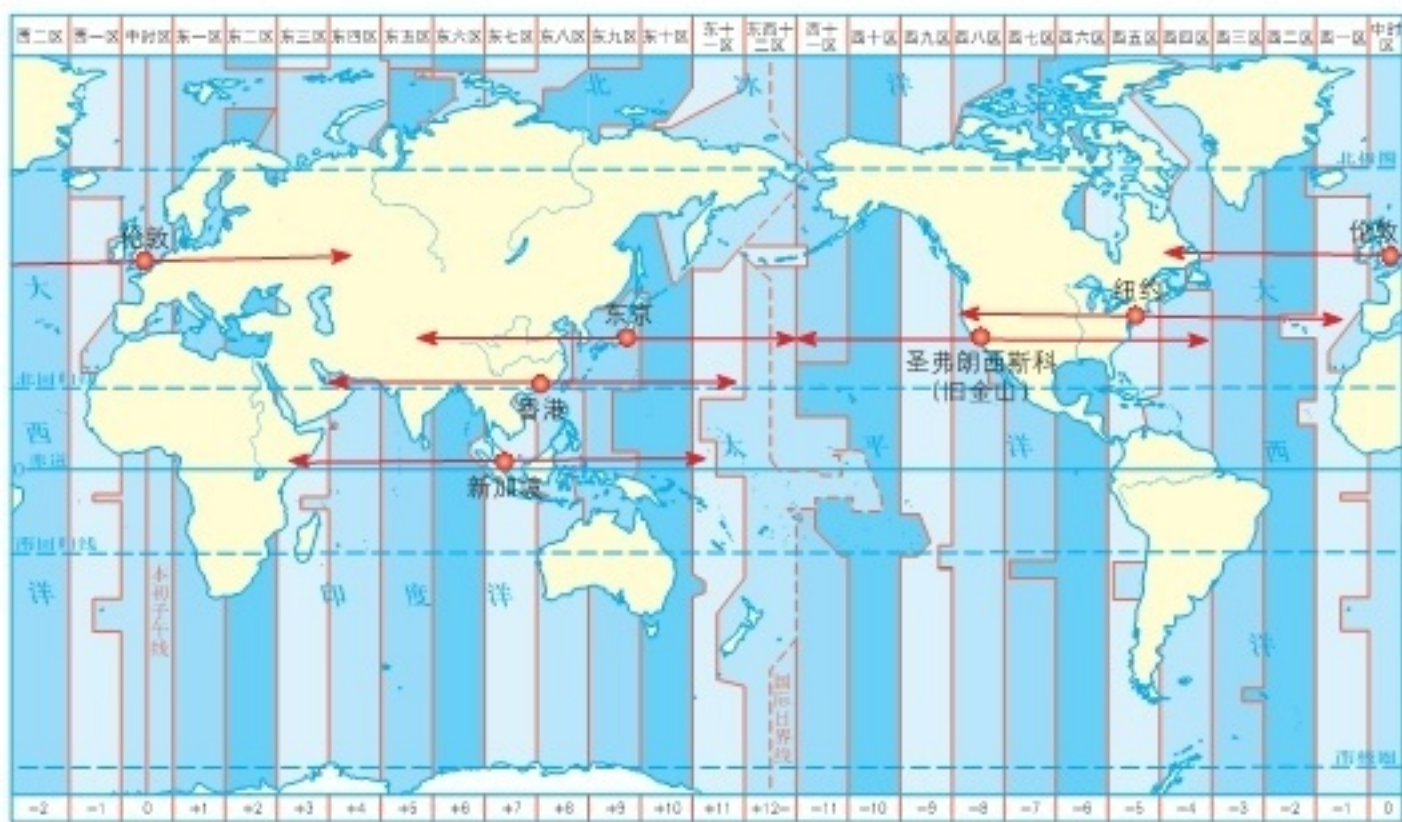 西二区 西一区 中时区 东一区 东二区 东三区 东四区 东五区 东六区 东七区 东八区 东九区 东十区 东十一区 东西十二区 西十一区 西十区 西九区 西八区 西七区 西六区 西五区 西四区 西三区 西二区 西一区 中时区
北 冰 洋
北极圈
伦敦
伦敦
大
西
洋
东京
纽约
大
西
洋
圣弗朗西斯科
(旧金山)
北回归线
香港
太 平 洋
0°赤道
新加坡
南回归线
印 度 洋
本初子午线
国际日界线
南极圈
-2 -1 0 +1 +2 +3 +4 +5 +6 +7 +8 +9 +10 +11 +12- -11 -10 -9 -8 -7 -6 -5 -4 -3 -2 -1 0